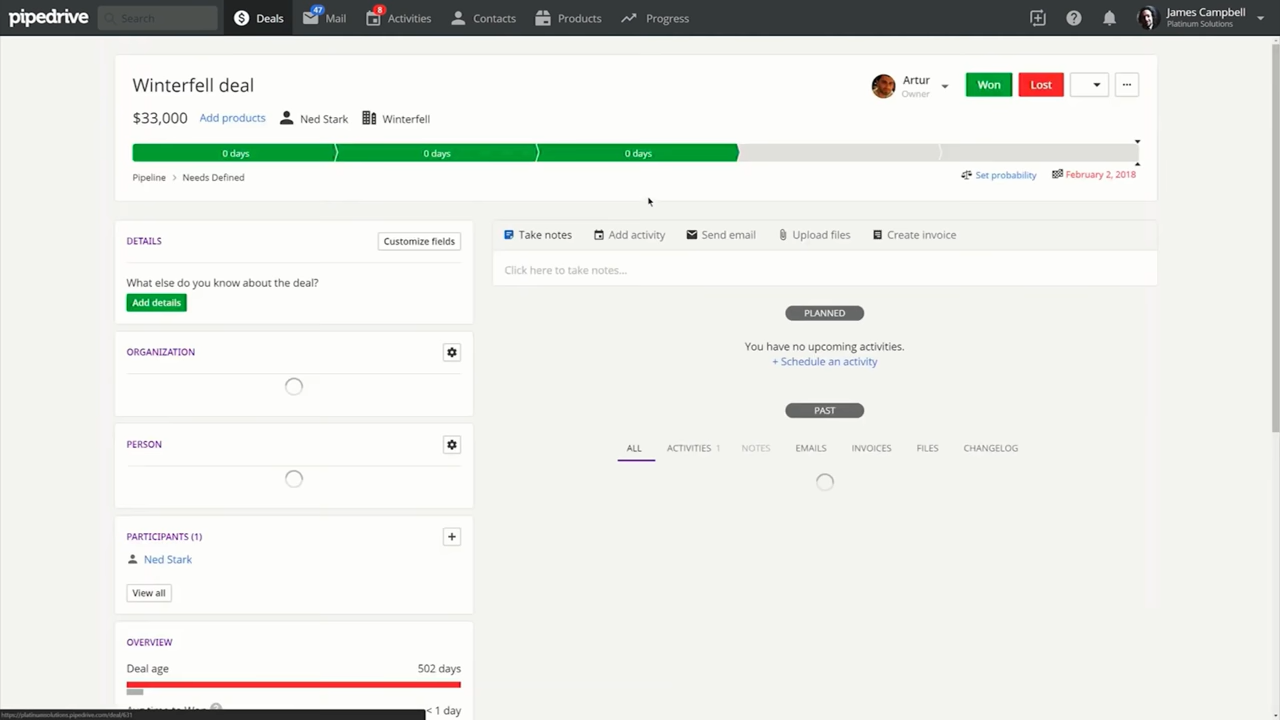 pipedrive
Search
Deals
47
Mail
8
Activities
Contacts
Products
Progress
James Campbell
Platinum Solutions
Winterfell deal
Artur
Owner
Won
Lost
$33,000
Add products
Ned Stark
Winterfell
0 days
0 days
0 days
Pipeline > Needs Defined
Set probability
February 2, 2018
DETAILS
Customize fields
What else do you know about the deal?
Add details
ORGANIZATION
PERSON
PARTICIPANTS (1)
Ned Stark
View all
OVERVIEW
Deal age
502 days
< 1 day
Take notes
Add activity
Send email
Upload files
Create invoice
Click here to take notes...
PLANNED
You have no upcoming activities.
+ Schedule an activity
PAST
ALL
ACTIVITIES 1
NOTES
EMAILS
INVOICES
FILES
CHANGELOG